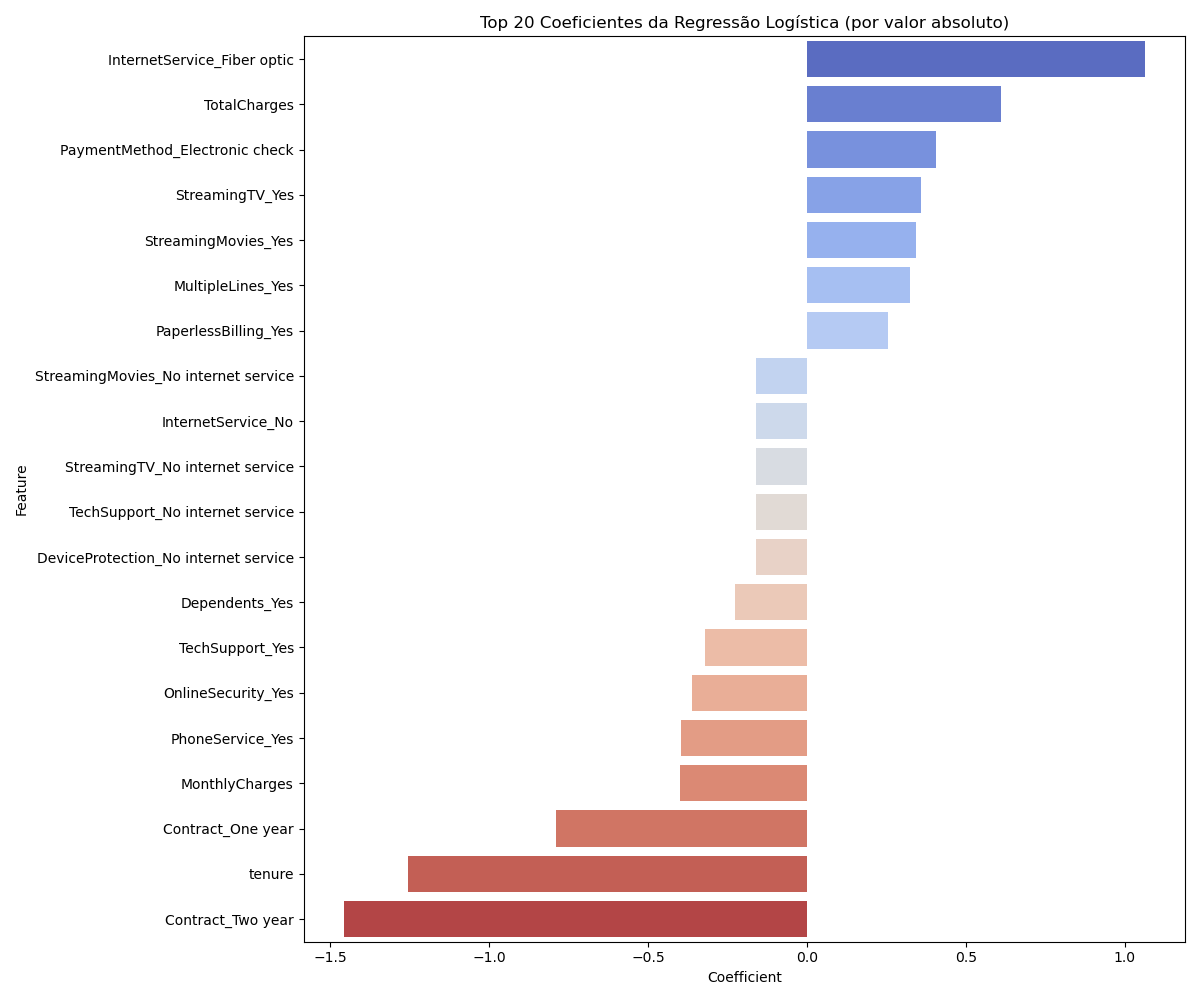 Top 20 Coeficientes da Regressão Logística (por valor absoluto)
InternetService_Fiber optic
TotalCharges
PaymentMethod_Electronic check
StreamingTV_Yes
StreamingMovies_Yes
MultipleLines_Yes
PaperlessBilling_Yes
StreamingMovies_No internet service
InternetService_No
StreamingTV_No internet service
TechSupport_No internet service
DeviceProtection_No internet service
Dependents_Yes
TechSupport_Yes
OnlineSecurity_Yes
PhoneService_Yes
MonthlyCharges
Contract_One year
tenure
Contract_Two year
Feature
−1.5 −1.0 −0.5 0.0 0.5 1.0
Coefficient